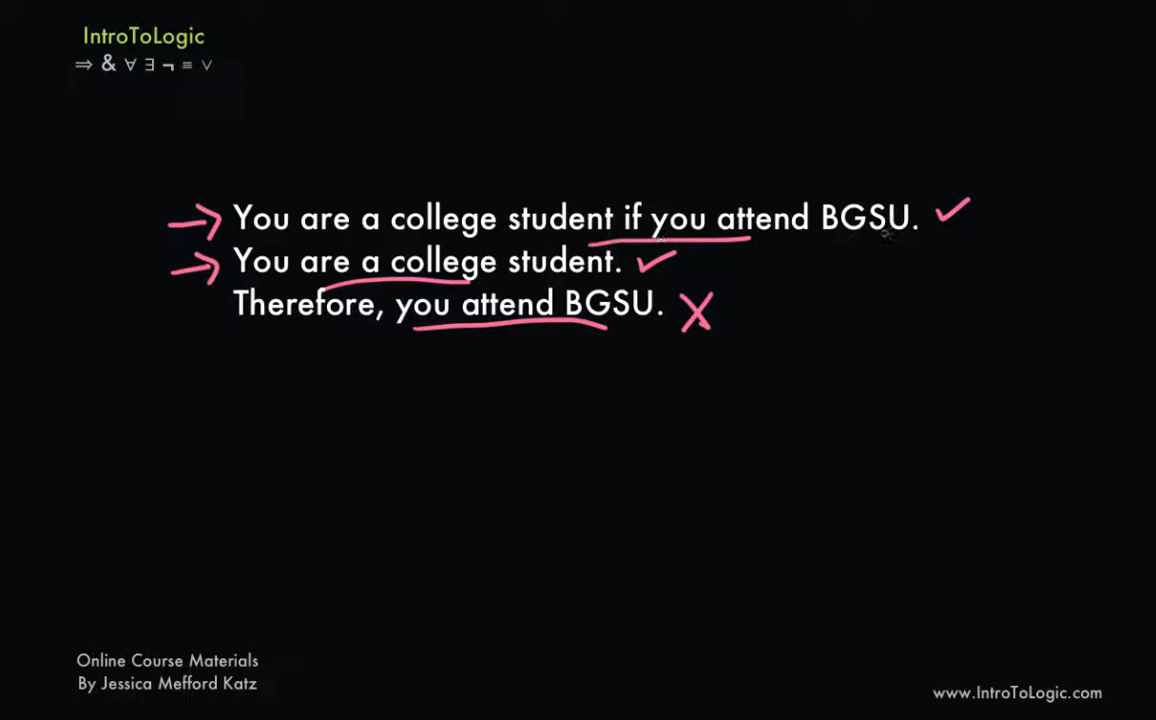 IntroToLogic
⇒ & ∀ ∃ ¬ ≡ ∨
You are a college student if you attend BGSU. ✓
You are a college student. ✓
Therefore, you attend BGSU. X
Online Course Materials
By Jessica Mefford Katz
www.IntroToLogic.com